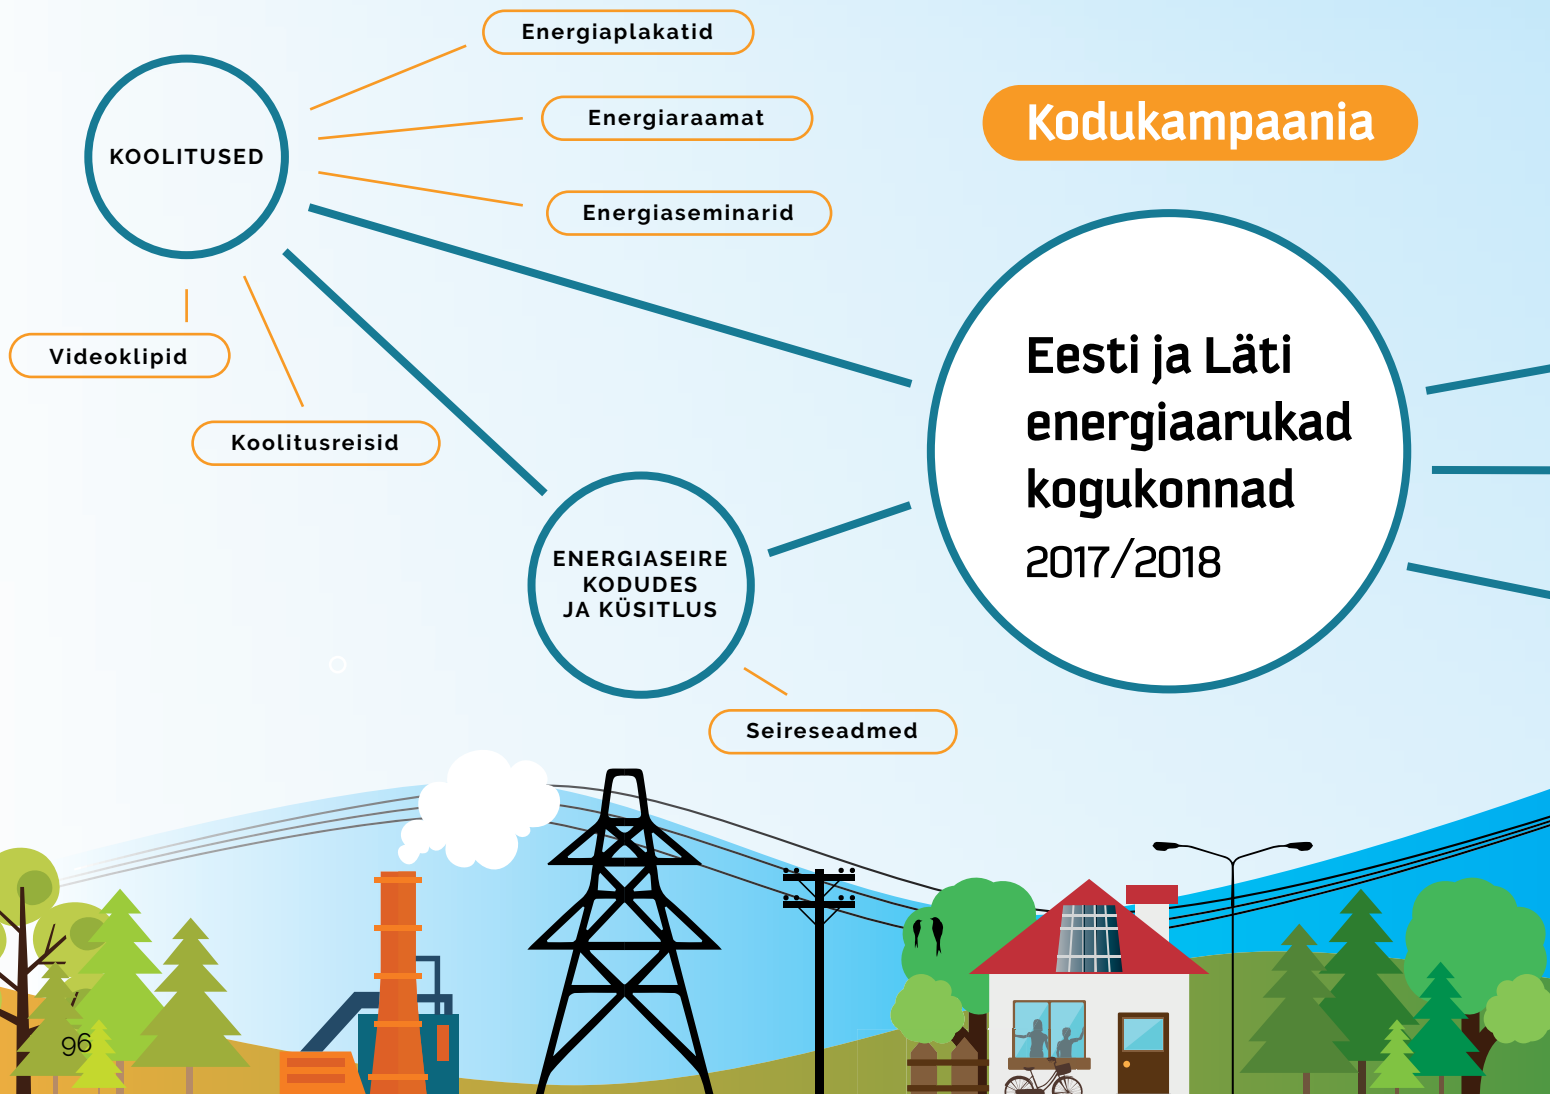 Energiaplakatid
Energiaraamat
Energiaseminarid
KOOLITUSED
Videoklipid
Koolitusreisid
ENERGIASEIRE
KODUDES
JA KÜSITLUS
Seireseadmed
Kodukampaania
Eesti ja Läti
energiaarukad
kogukonnad
2017/2018
96